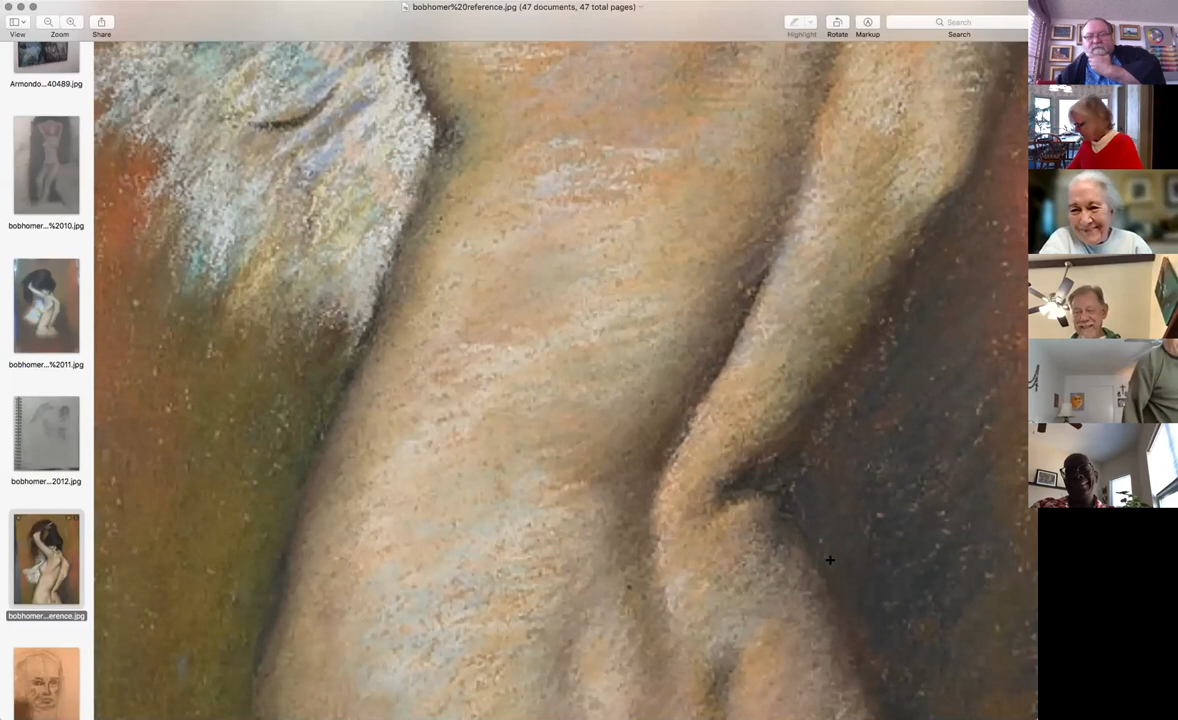 bobhomer%20reference.jpg (47 documents, 47 total pages)
View
Zoom
Share
Highlight
Rotate
Markup
Search
Search
Armondo...40489.jpg
bobhomer...%2010.jpg
bobhomer...%2011.jpg
bobhomer...2012.jpg
bobhomer...erence.jpg